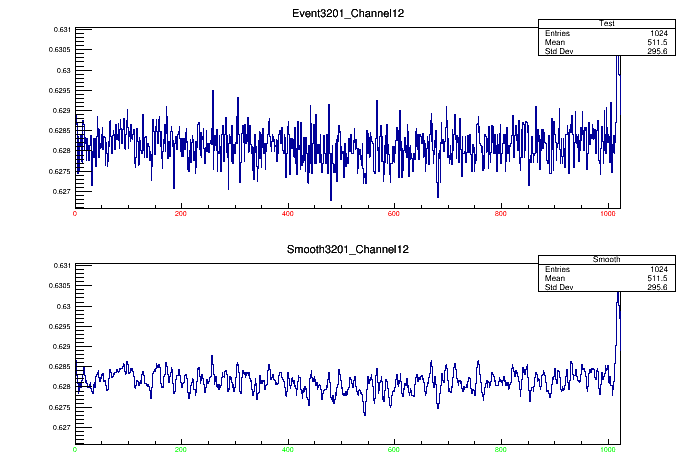 Event3201_Channel12
Test
Entries 1024
Mean 511.5
Std Dev 295.6
0.631
0.6305
0.63
0.6295
0.629
0.6285
0.628
0.6275
0.627
0 200 400 600 800 1000
Smooth3201_Channel12
Smooth
Entries 1024
Mean 511.5
Std Dev 295.6
0.631
0.6305
0.63
0.6295
0.629
0.6285
0.628
0.6275
0.627
0 200 400 600 800 1000